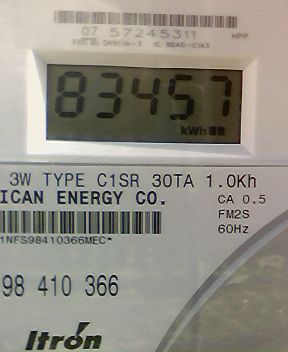 07 57245311 HPP
83457
kWh
3W TYPE C1SR 30TA 1.0Kh
ICAN ENERGY CO. CA 0.5
FM2S
1NFS98410366MEC* 60Hz
98 410 366
Itron